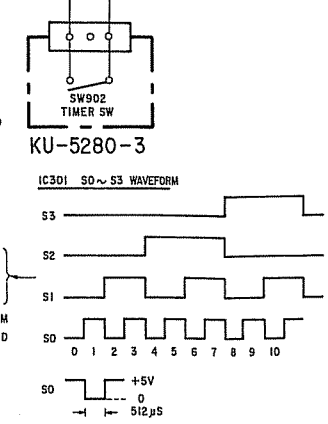 SW902
TIMER SW
KU-5280-3
IC301 S0~S3 WAVEFORM
S3
S2
S1
M
D S0
0 1 2 3 4 5 6 7 8 9 10
S0 +5V
0
512µS